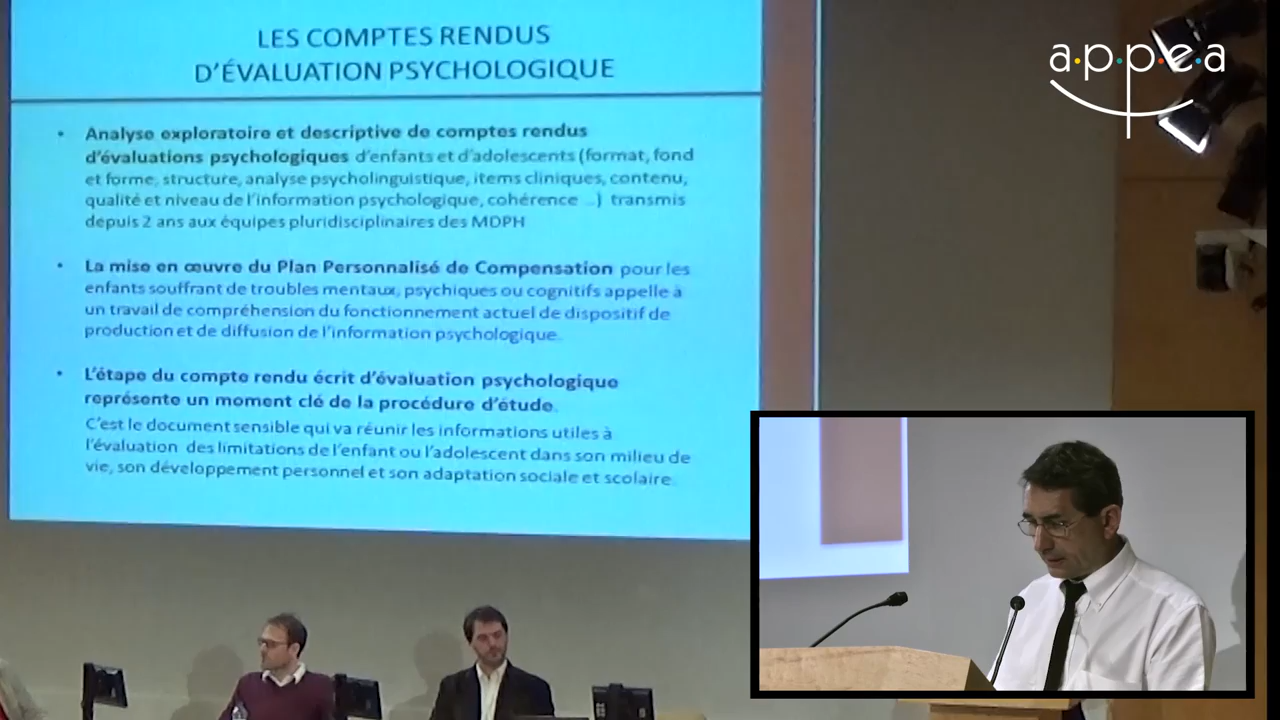 LES COMPTES RENDUS
D'ÉVALUATION PSYCHOLOGIQUE
a.p.p.e.a
• Analyse exploratoire et descriptive de comptes rendus
d'évaluations psychologiques d'enfants et d'adolescents (format, fond
et forme, structure, analyse psycholinguistique, items cliniques, contenu,
qualité et niveau de l'information psychologique, cohérence ...) transmis
depuis 2 ans aux équipes pluridisciplinaires des MDPH
• La mise en œuvre du Plan Personnalisé de Compensation pour les
enfants souffrant de troubles mentaux, psychiques ou cognitifs appelle à
un travail de compréhension du fonctionnement actuel de dispositif de
production et de diffusion de l'information psychologique.
• L'étape du compte rendu écrit d'évaluation psychologique
représente un moment clé de la procédure d'étude.
C'est le document sensible qui va réunir les informations utiles à
l'évaluation des limitations de l'enfant ou l'adolescent dans son milieu de
vie, son développement personnel et son adaptation sociale et scolaire.